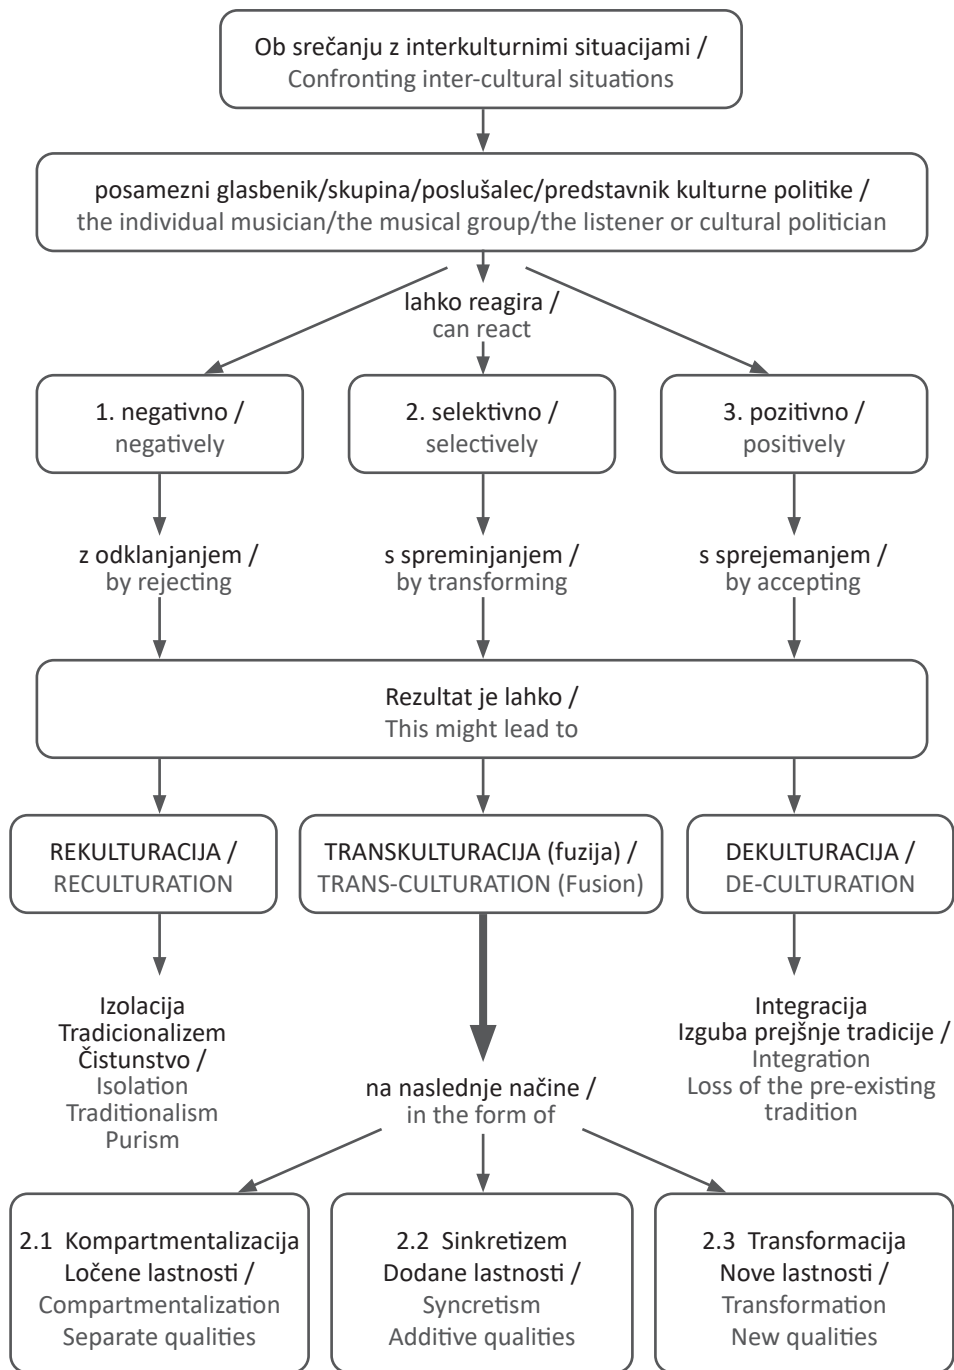 Ob srečanju z interkulturnimi situacijami /
Confronting inter-cultural situations
posamezni glasbenik/skupina/poslušalec/predstavnik kulturne politike /
the individual musician/the musical group/the listener or cultural politician
lahko reagira /
can react
1. negativno /
negatively
2. selektivno /
selectively
3. pozitivno /
positively
z odklanjanjem /
by rejecting
s spreminjanjem /
by transforming
s sprejemanjem /
by accepting
Rezultat je lahko /
This might lead to
REKULTURACIJA /
RECULTURATION
TRANSKULTURACIJA (fuzija) /
TRANS-CULTURATION (Fusion)
DEKULTURACIJA /
DE-CULTURATION
Izolacija
Tradicionalizem
Čistunstvo /
Isolation
Traditionalism
Purism
na naslednje načine /
in the form of
Integracija
Izguba prejšnje tradicije /
Integration
Loss of the pre-existing
tradition
2.1 Kompartmentalizacija
Ločene lastnosti /
Compartmentalization
Separate qualities
2.2 Sinkretizem
Dodane lastnosti /
Syncretism
Additive qualities
2.3 Transformacija
Nove lastnosti /
Transformation
New qualities